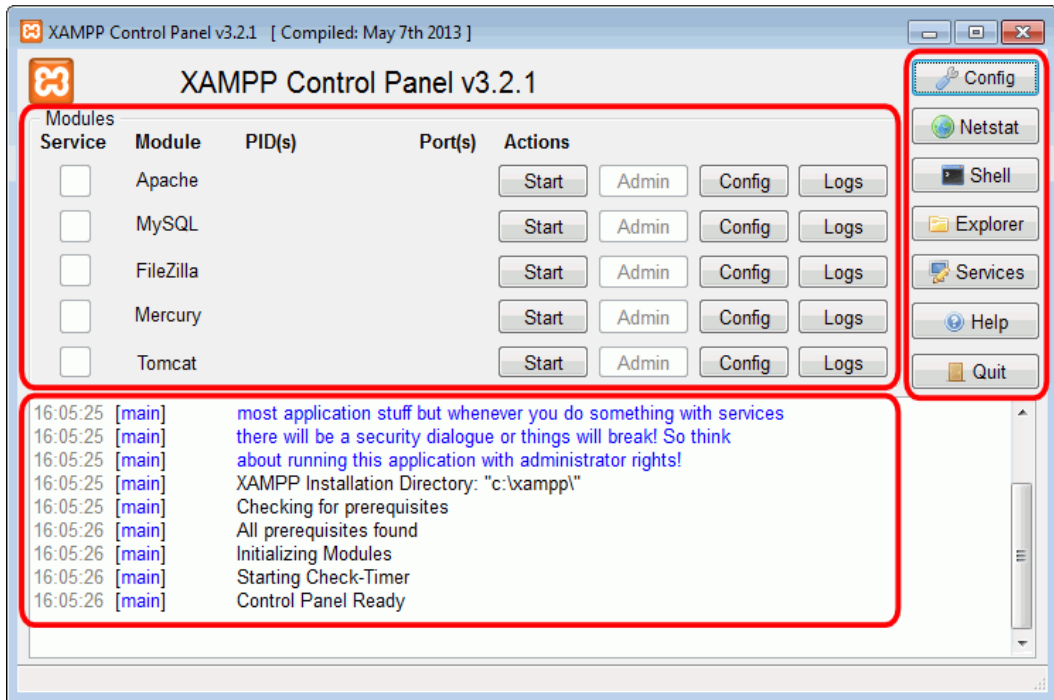 XAMPP Control Panel v3.2.1 [ Compiled: May 7th 2013 ]
XAMPP Control Panel v3.2.1
Modules
Service Module PID(s) Port(s) Actions
Apache Start Admin Config Logs
MySQL Start Admin Config Logs
FileZilla Start Admin Config Logs
Mercury Start Admin Config Logs
Tomcat Start Admin Config Logs
Config
Netstat
Shell
Explorer
Services
Help
Quit
16:05:25 [main] most application stuff but whenever you do something with services
16:05:25 [main] there will be a security dialogue or things will break! So think
16:05:25 [main] about running this application with administrator rights!
16:05:25 [main] XAMPP Installation Directory: "c:\xampp\"
16:05:25 [main] Checking for prerequisites
16:05:26 [main] All prerequisites found
16:05:26 [main] Initializing Modules
16:05:26 [main] Starting Check-Timer
16:05:26 [main] Control Panel Ready